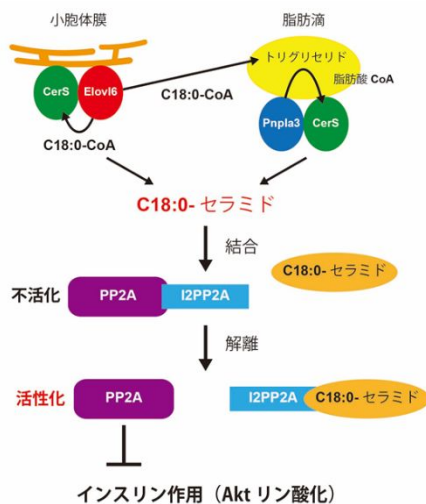 小胞体膜
脂肪滴
トリグリセリド
脂肪酸 CoA
CerS
Elovl6
C18:0-CoA
C18:0-CoA
Pnpla3
CerS
C18:0- セラミド
結合
C18:0- セラミド
不活化
PP2A
I2PP2A
解離
活性化
PP2A
I2PP2A
C18:0- セラミド
インスリン作用（Akt リン酸化）